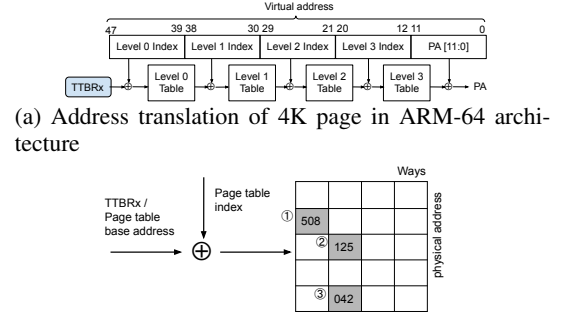 Virtual address
47 39 38 30 29 21 20 12 11 0
Level 0 Index Level 1 Index Level 2 Index Level 3 Index PA [11:0]
TTBRx Level 0 Table Level 1 Table Level 2 Table Level 3 Table PA
(a) Address translation of 4K page in ARM-64 archi-
tecture
Ways
TTBRx /
Page table
base address
Page table
index
① 508
② 125
③ 042
physical address